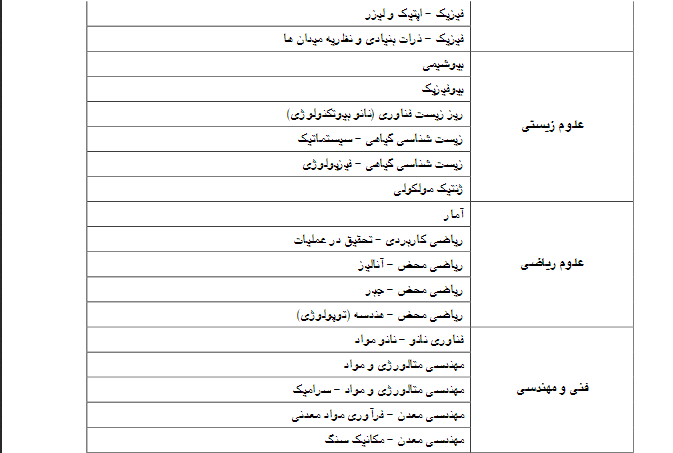 فیزیک - اپتیک و لیزر
فیزیک - ذرات بنیادی و نظریه میدان ها
علوم زیستی
بیوشیمی
بیوفیزیک
ریز زیست فناوری (نانو بیوتکنولوژی)
زیست شناسی گیاهی - سیستماتیک
زیست شناسی گیاهی - فیزیولوژی
ژنتیک مولکولی
علوم ریاضی
آمار
ریاضی کاربردی - تحقیق در عملیات
ریاضی محض - آنالیز
ریاضی محض - جبر
ریاضی محض - هندسه (توپولوژی)
فنی و مهندسی
فناوری نانو - نانو مواد
مهندسی متالورژی و مواد
مهندسی متالورژی و مواد - سرامیک
مهندسی معدن - فرآوری مواد معدنی
مهندسی معدن - مکانیک سنگ